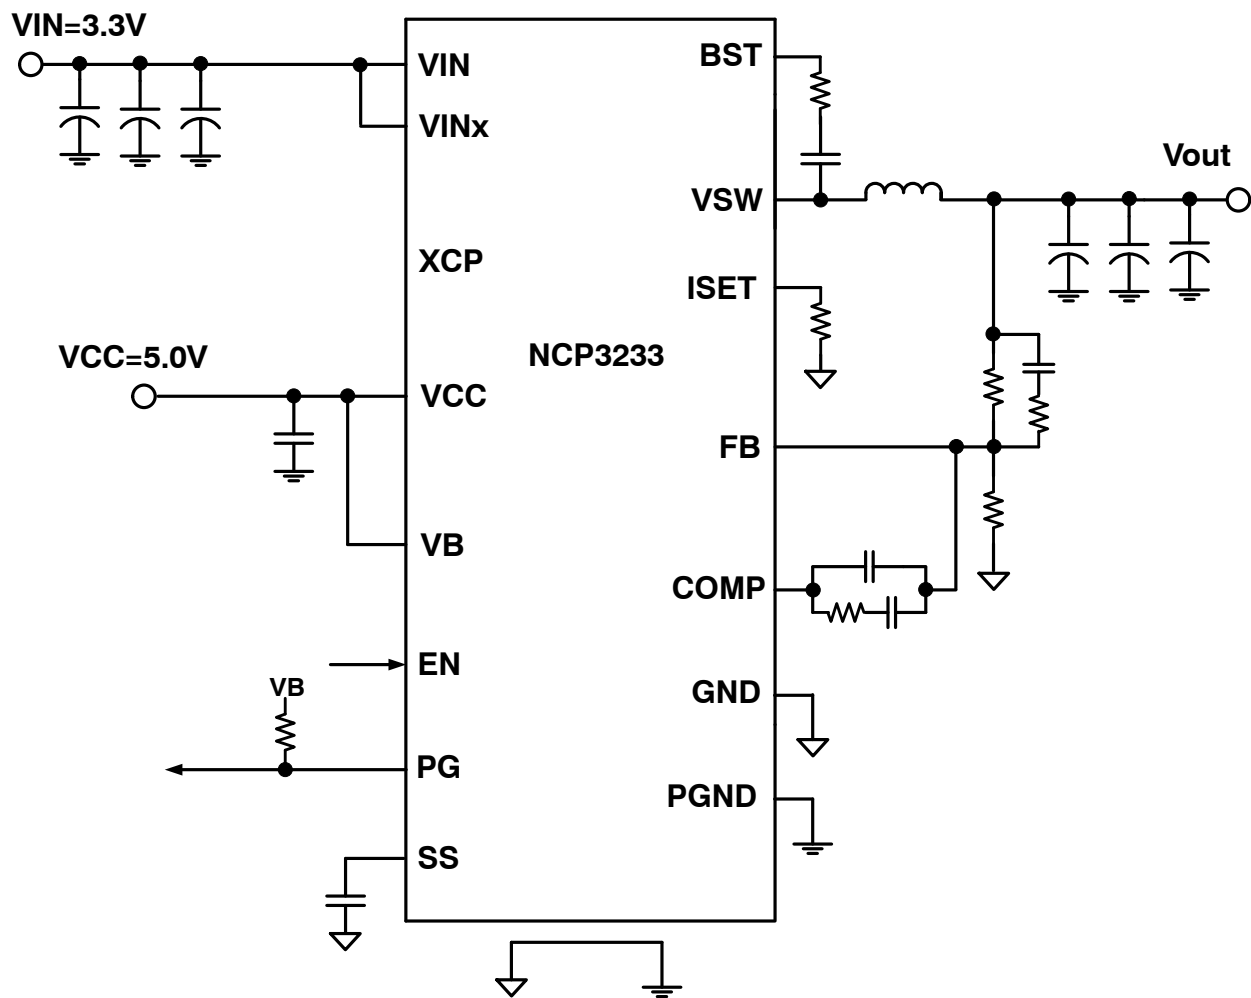 VIN=3.3V
VIN
VINx
XCP
VCC=5.0V
VCC
VB
EN
VB
PG
SS
NCP3233
BST
VSW
Vout
ISET
FB
COMP
GND
PGND